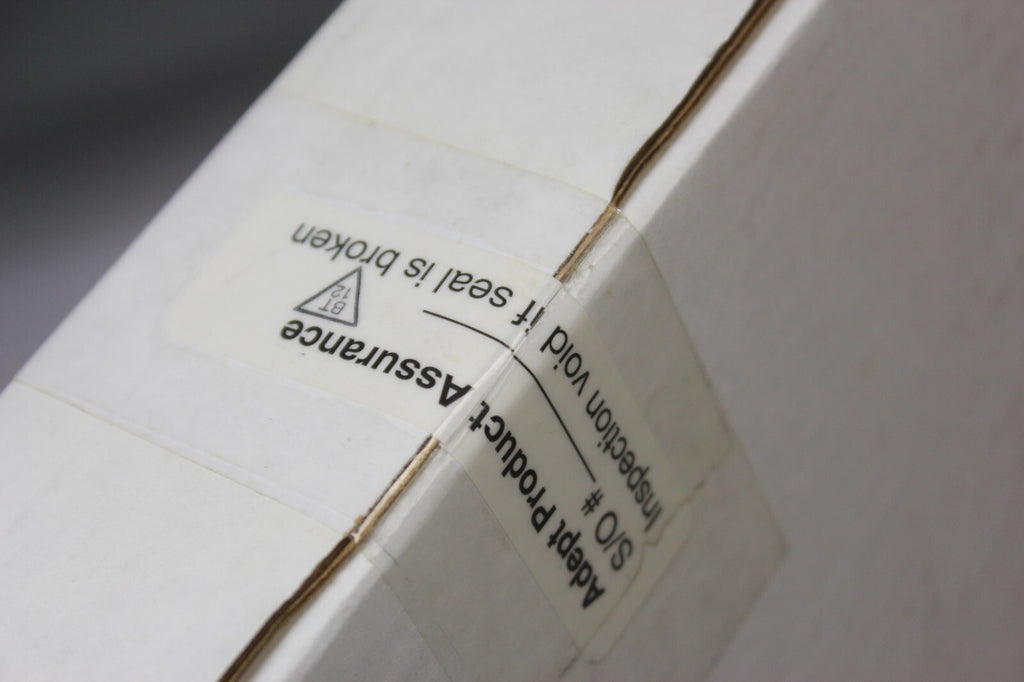 Adept Product Assurance
S/O #
BT
12
Inspection void if seal is broken